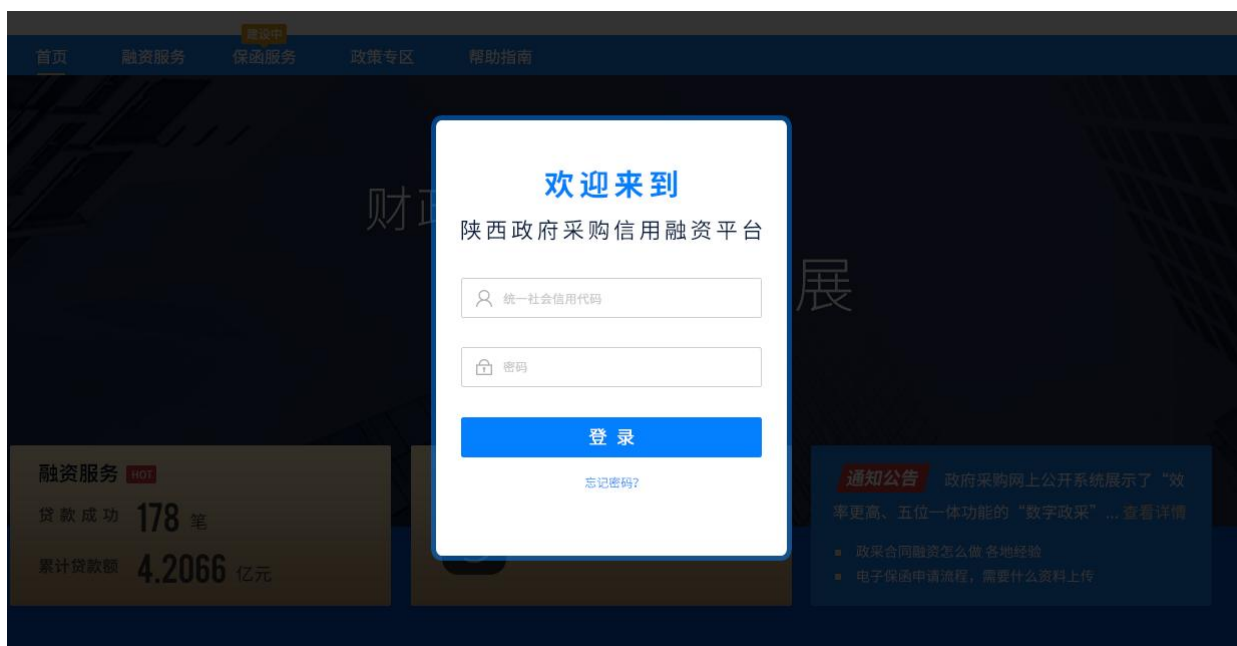 建设中
首页 融资服务 保函服务 政策专区 帮助指南
欢迎来到
财政
陕西政府采购信用融资平台
展
统一社会信用代码
密码
登录
忘记密码?
融资服务 HOT
贷款成功 178 笔
累计贷款额 4.2066 亿元
通知公告 政府采购网上公开系统展示了“效
率更高、五位一体功能的“数字政采”...查看详情
政采合同融资怎么做 各地经验
电子保函申请流程，需要什么资料上传